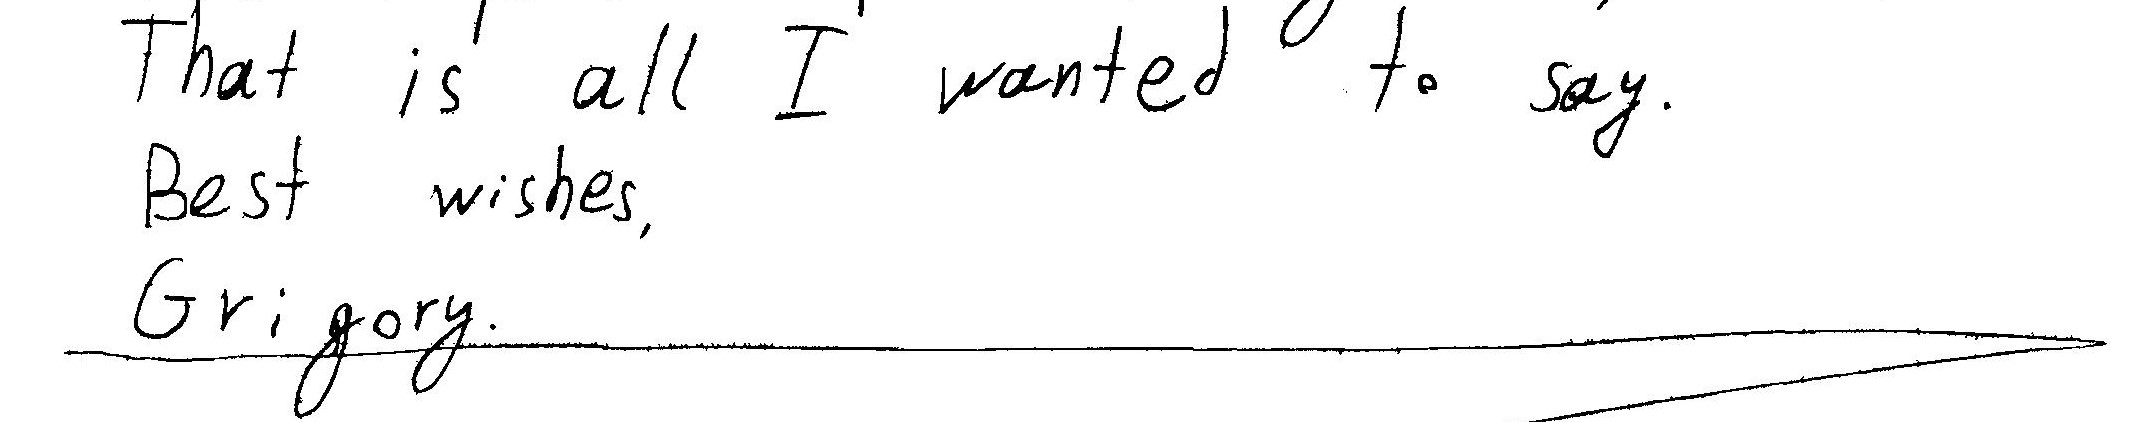 That is all I wanted to say.
Best wishes,
Grigory.